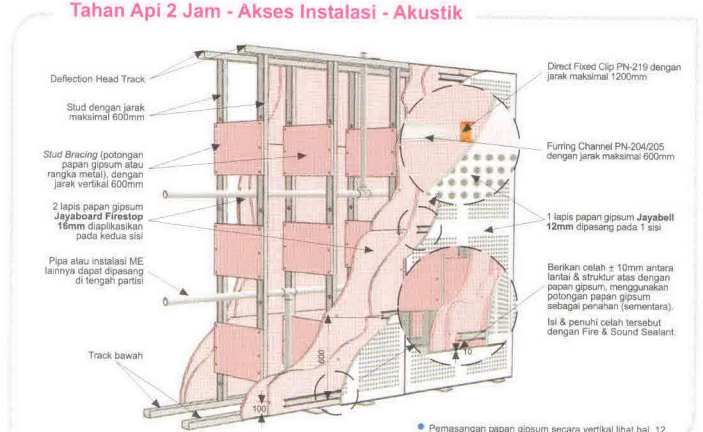 Tahan Api 2 Jam - Akses Instalasi - Akustik
Deflection Head Track
Stud dengan jarak
maksimal 600mm
Stud Bracing (potongan
papan gipsum atau
rangka metal), dengan
jarak vertikal 600mm
2 lapis papan gipsum
Jayaboard Firestop
16mm diaplikasikan
pada kedua sisi
Pipa atau instalasi ME
lainnya dapat dipasang
di tengah partisi
Track bawah
Direct Fixed Clip PN-219 dengan
jarak maksimal 1200mm
Furring Channel PN-204/205
dengan jarak maksimal 600mm
1 lapis papan gipsum Jayabell
12mm dipasang pada 1 sisi
Berikan celah ± 10mm antara
lantai & struktur atas dengan
papan gipsum, menggunakan
potongan papan gipsum
sebagai penahan (sementara).
Isi & penuhi celah tersebut
dengan Fire & Sound Sealant.
600
100
10
• Pemasangan papan gipsum secara vertikal lihat hal. 12